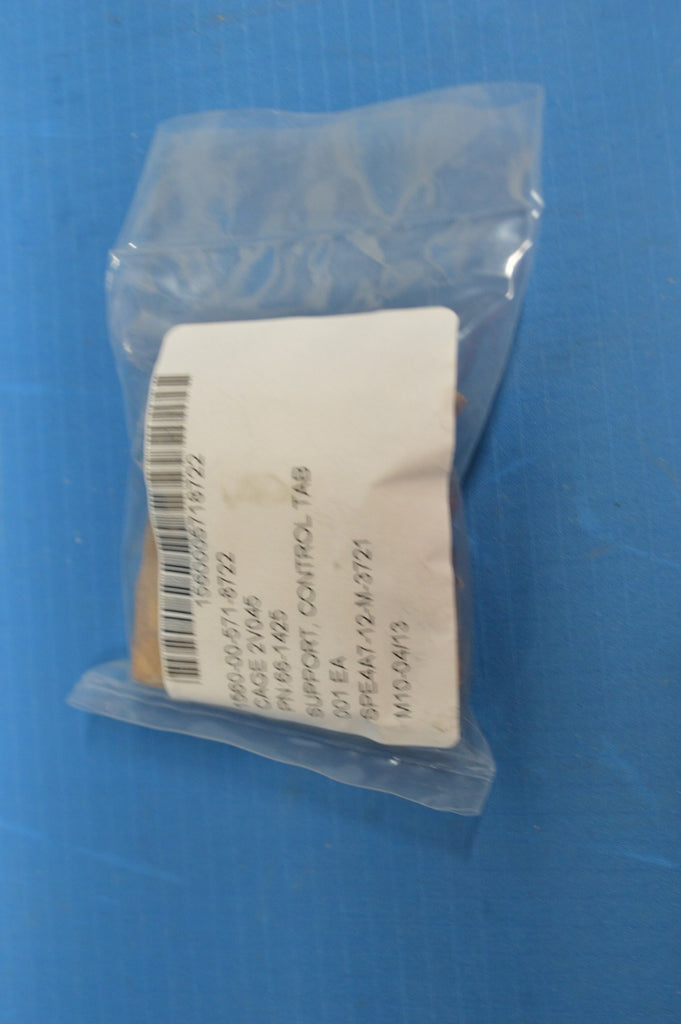 1560005718722
1560-00-571-8722
CAGE 2V045
PN 66-1425
SUPPORT, CONTROL TAB
001 EA
SPE4A7-12-M-3721
M10-04/13